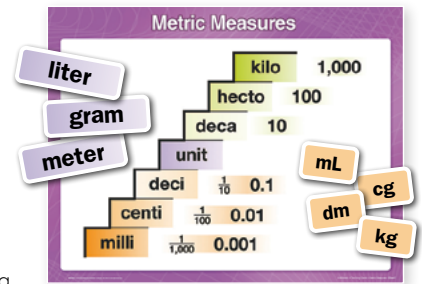 Metric Measures
kilo 1,000
hecto 100
deca 10
unit
deci 1/10 0.1
centi 1/100 0.01
milli 1/1,000 0.001
liter
gram
meter
mL
cg
dm
kg